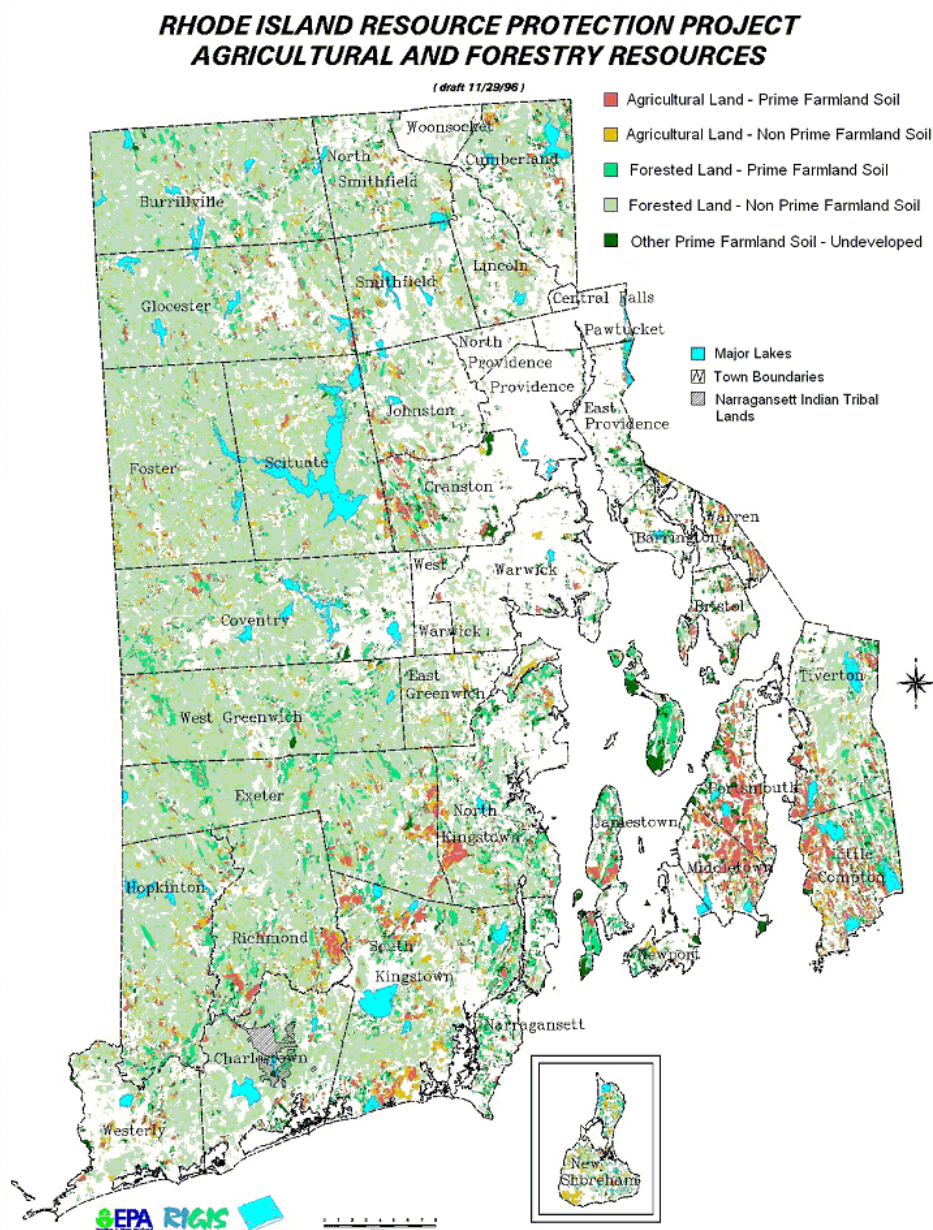 RHODE ISLAND RESOURCE PROTECTION PROJECT
AGRICULTURAL AND FORESTRY RESOURCES
( draft 11/29/96 )
Agricultural Land - Prime Farmland Soil
Agricultural Land - Non Prime Farmland Soil
Forested Land - Prime Farmland Soil
Forested Land - Non Prime Farmland Soil
Other Prime Farmland Soil - Undeveloped
Woonsocket
North
Smithfield
Cumberland
Burrillville
Lincoln
Smithfield
Glocester
Central Falls
Pawtucket
North
Providence
Providence
Major Lakes
Town Boundaries
Narragansett Indian Tribal
Lands
East
Providence
Johnston
Foster
Scituate
Cranston
Warren
Barrington
West
Warwick
Warwick
Bristol
Coventry
East
Greenwich
Tiverton
West Greenwich
Exeter
North
Kingstown
Portsmouth
Jamestown
Middletown
Little
Compton
Hopkinton
Richmond
South
Kingstown
Newport
Narragansett
Charlestown
Westerly
New
Shoreham
EPA
RIGIS